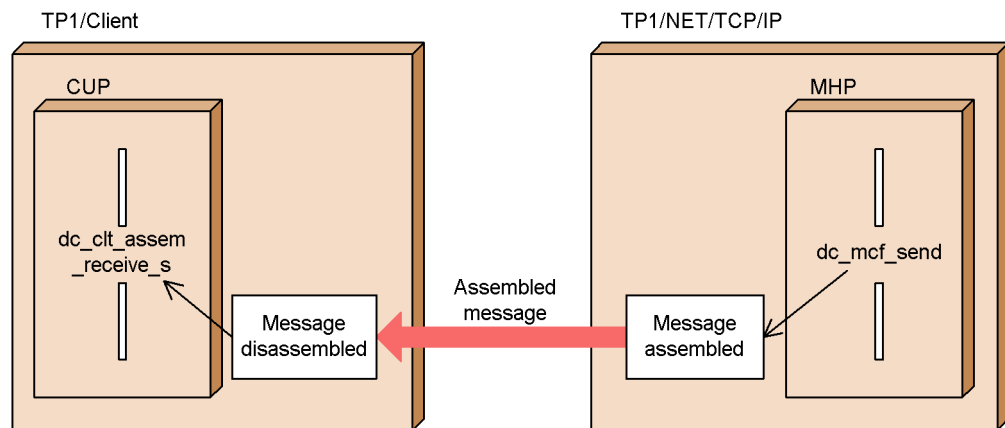 TP1/Client
TP1/NET/TCP/IP
CUP
MHP
dc_clt_assem
_receive_s
dc_mcf_send
Assembled
message
Message
disassembled
Message
assembled